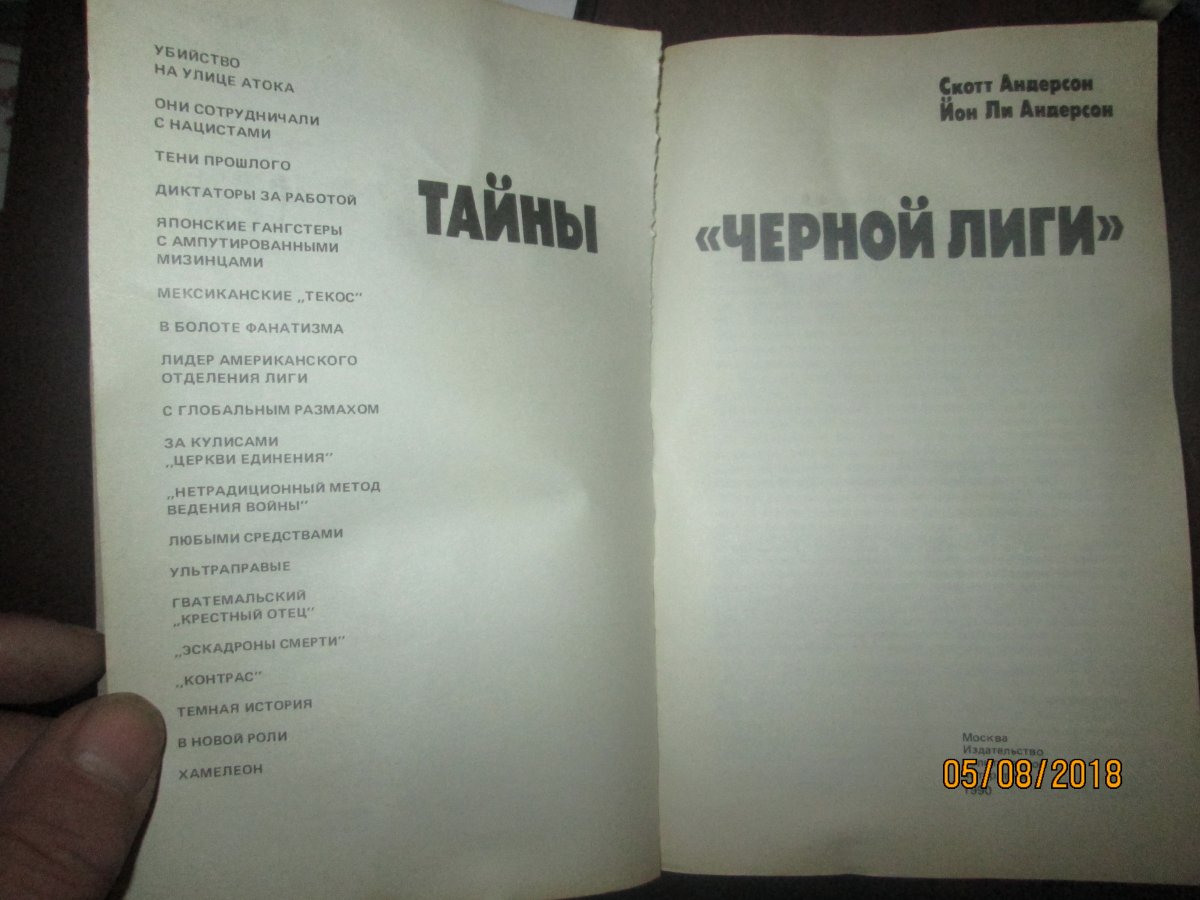 УБИЙСТВО
НА УЛИЦЕ АТОКА
ОНИ СОТРУДНИЧАЛИ
С НАЦИСТАМИ
ТЕНИ ПРОШЛОГО
ДИКТАТОРЫ ЗА РАБОТОЙ
ЯПОНСКИЕ ГАНГСТЕРЫ
С АМПУТИРОВАННЫМИ
МИЗИНЦАМИ
МЕКСИКАНСКИЕ „ТЕКОС"
В БОЛОТЕ ФАНАТИЗМА
ЛИДЕР АМЕРИКАНСКОГО
ОТДЕЛЕНИЯ ЛИГИ
С ГЛОБАЛЬНЫМ РАЗМАХОМ
ЗА КУЛИСАМИ
„ЦЕРКВИ ЕДИНЕНИЯ"
„НЕТРАДИЦИОННЫЙ МЕТОД
ВЕДЕНИЯ ВОЙНЫ"
ЛЮБЫМИ СРЕДСТВАМИ
УЛЬТРАПРАВЫЕ
ГВАТЕМАЛЬСКИЙ
„КРЕСТНЫЙ ОТЕЦ"
„ЭСКАДРОНЫ СМЕРТИ"
„КОНТРАС"
ТЕМНАЯ ИСТОРИЯ
В НОВОЙ РОЛИ
ХАМЕЛЕОН
ТАЙНЫ
Скотт Андерсон
Йон Ли Андерсон
«ЧЕРНОЙ ЛИГИ»
Москва
Издательство
05/08/2018
1990